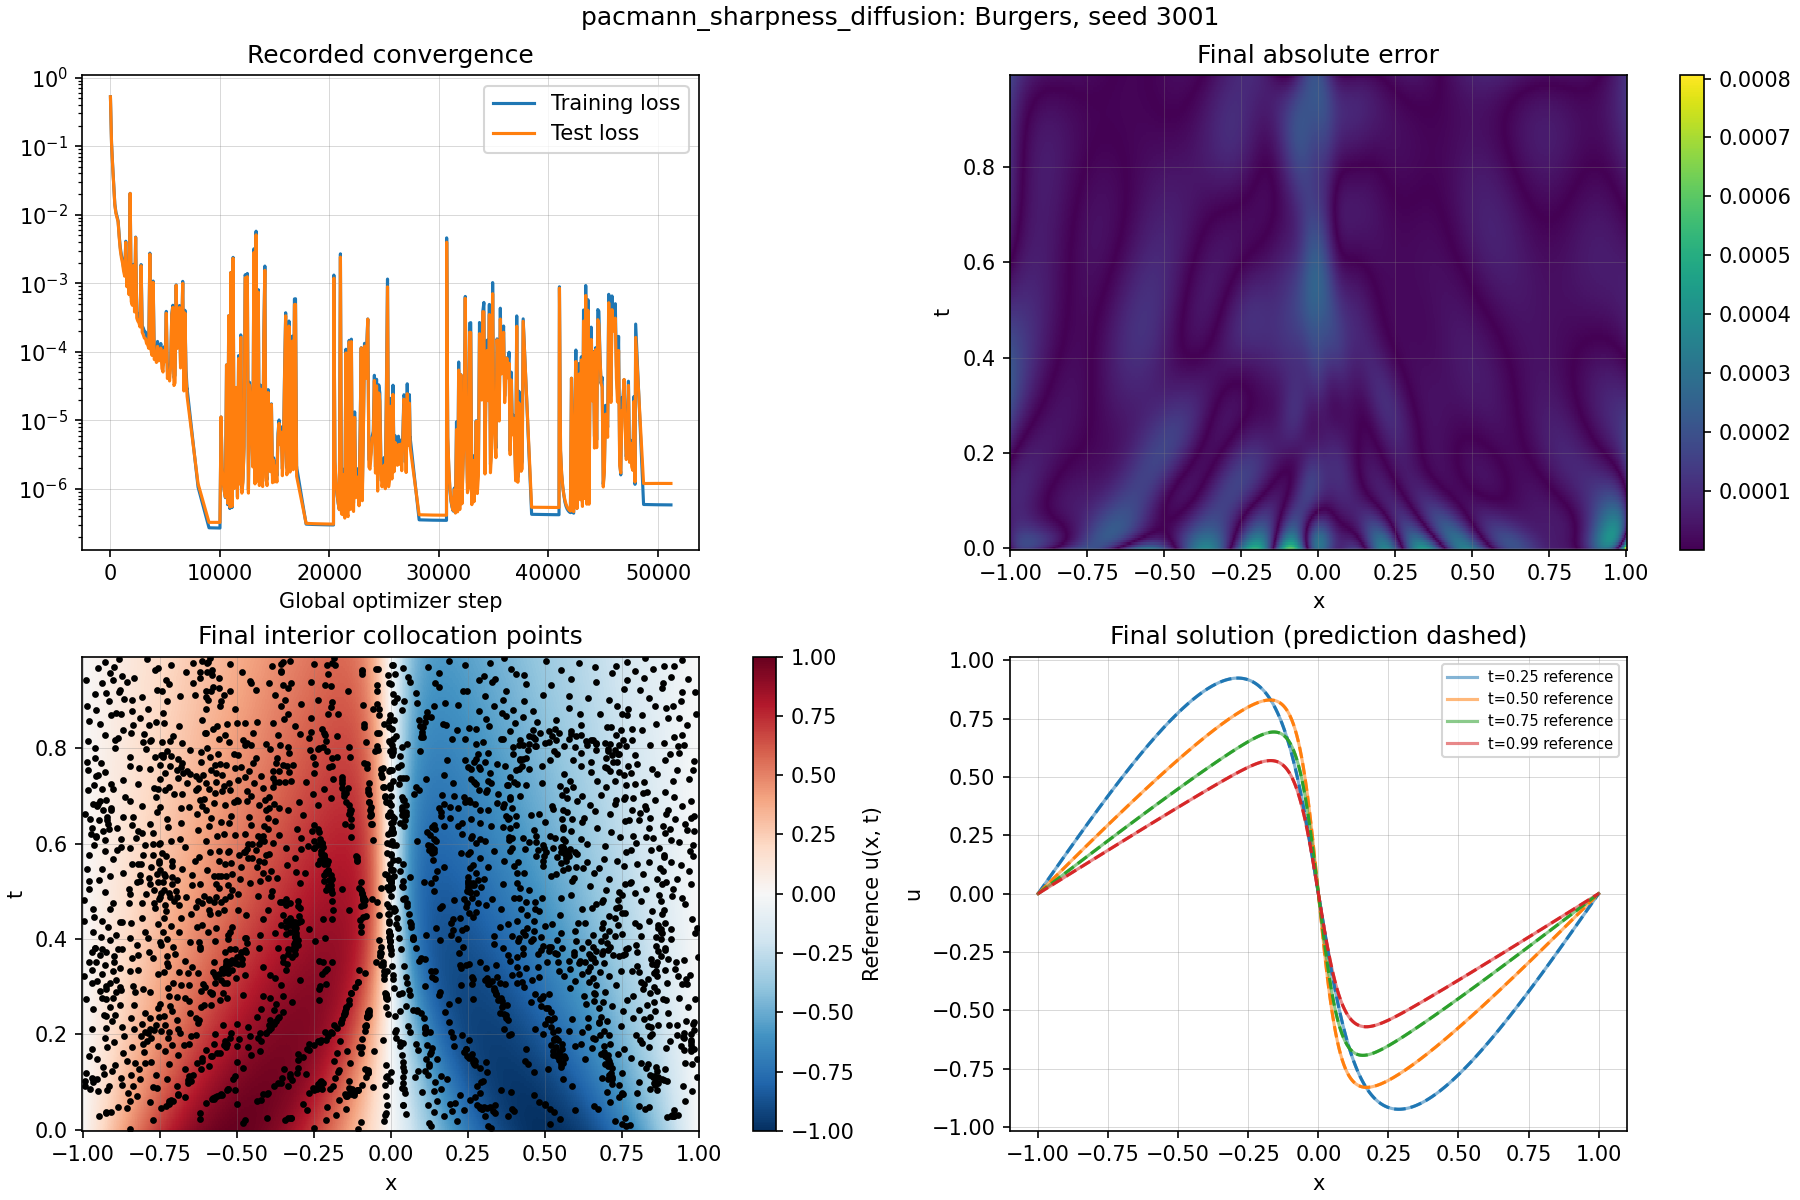 pacmann_sharpness_diffusion: Burgers, seed 3001
Recorded convergence
10⁰
10⁻¹
10⁻²
10⁻³
10⁻⁴
10⁻⁵
10⁻⁶
Training loss
Test loss
0 10000 20000 30000 40000 50000
Global optimizer step
Final absolute error
t
0.8
0.6
0.4
0.2
0.0
−1.00 −0.75 −0.50 −0.25 0.00 0.25 0.50 0.75 1.00
x
0.0008
0.0007
0.0006
0.0005
0.0004
0.0003
0.0002
0.0001
Final interior collocation points
t
0.8
0.6
0.4
0.2
0.0
−1.00 −0.75 −0.50 −0.25 0.00 0.25 0.50 0.75 1.00
x
1.00
0.75
0.50
0.25
0.00
−0.25
−0.50
−0.75
−1.00
Reference u(x, t)
Final solution (prediction dashed)
u
1.00
0.75
0.50
0.25
0.00
−0.25
−0.50
−0.75
−1.00
t=0.25 reference
t=0.50 reference
t=0.75 reference
t=0.99 reference
−1.00 −0.75 −0.50 −0.25 0.00 0.25 0.50 0.75 1.00
x